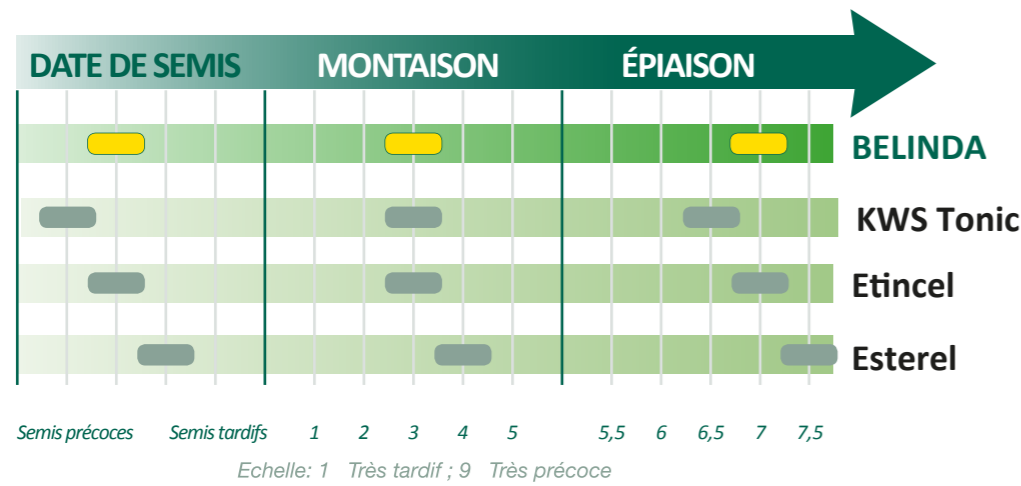 DATE DE SEMIS MONTAISON ÉPIAISON
BELINDA
KWS Tonic
Etincel
Esterel
Semis précoces Semis tardifs 1 2 3 4 5 5,5 6 6,5 7 7,5
Echelle: 1 Très tardif ; 9 Très précoce